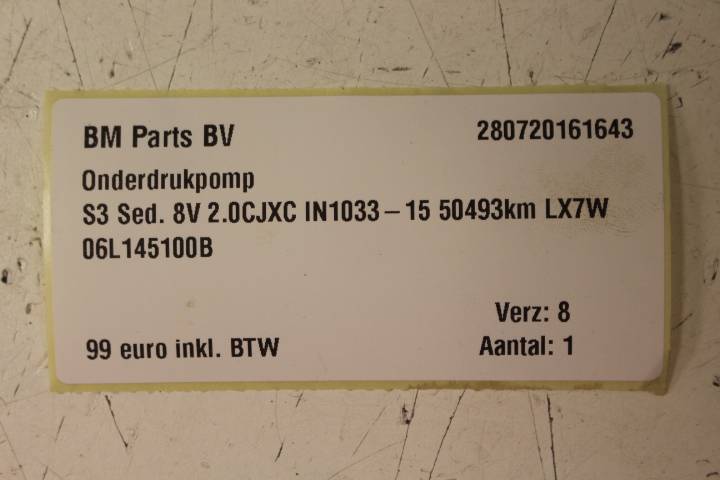 BM Parts BV 280720161643
Onderdrukpomp
S3 Sed. 8V 2.0CJXC IN1033–15 50493km LX7W
06L145100B
Verz: 8
99 euro inkl. BTW Aantal: 1